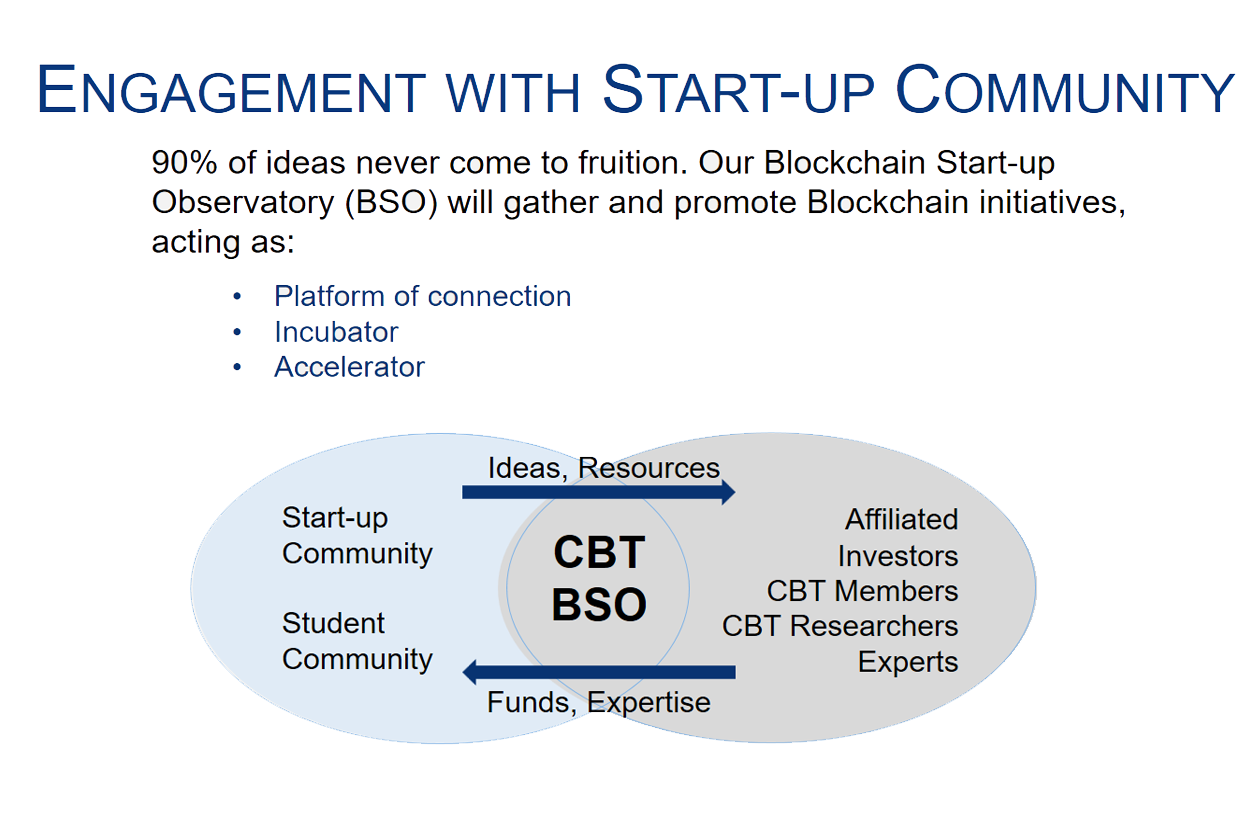 ENGAGEMENT WITH START-UP COMMUNITY
90% of ideas never come to fruition. Our Blockchain Start-up
Observatory (BSO) will gather and promote Blockchain initiatives,
acting as:
• Platform of connection
• Incubator
• Accelerator
Ideas, Resources
Start-up
Community
Student
Community
CBT
BSO
Affiliated
Investors
CBT Members
CBT Researchers
Experts
Funds, Expertise